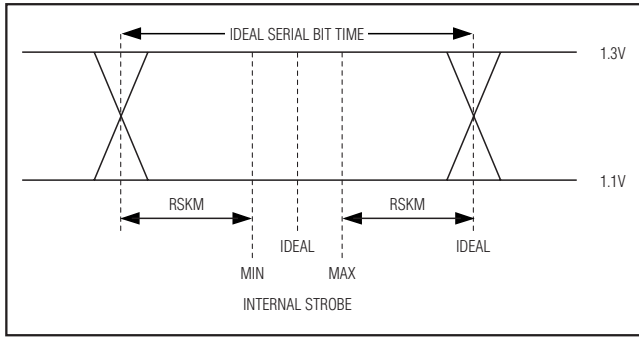 IDEAL SERIAL BIT TIME
1.3V
1.1V
RSKM
RSKM
IDEAL
IDEAL
MIN
MAX
INTERNAL STROBE